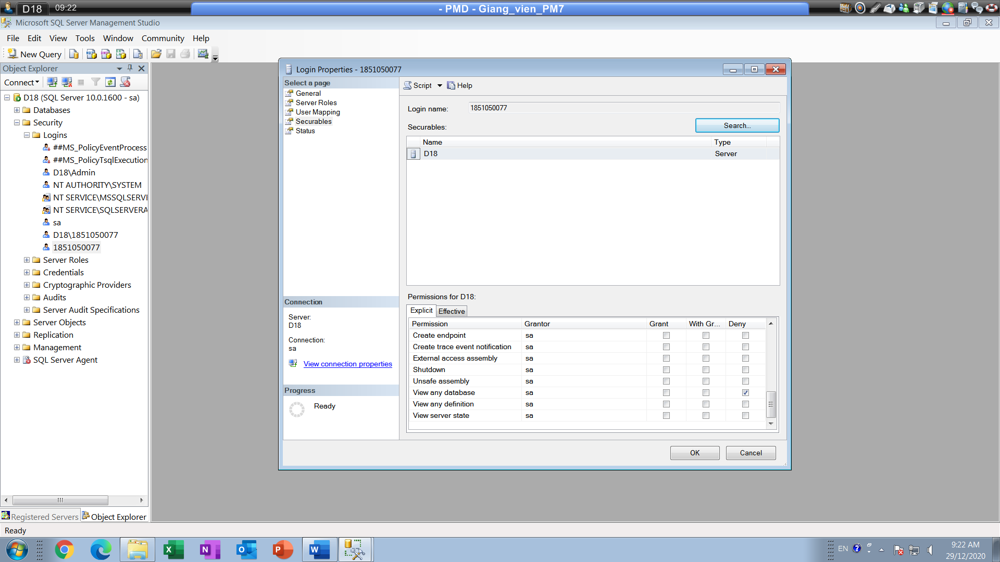 D18
09:22
- PMD - Giang_vien_PM7
Microsoft SQL Server Management Studio
File Edit View Tools Window Community Help
New Query
Object Explorer
Connect
D18 (SQL Server 10.0.1600 - sa)
Databases
Security
Logins
##MS_PolicyEventProcess
##MS_PolicyTsqlExecution
D18\Admin
NT AUTHORITY\SYSTEM
NT SERVICE\MSSQLSERVI
NT SERVICE\SQLSERVERA
sa
D18\1851050077
1851050077
Server Roles
Credentials
Cryptographic Providers
Audits
Server Audit Specifications
Server Objects
Replication
Management
SQL Server Agent
Registered Servers
Object Explorer
Ready
Login Properties - 1851050077
Select a page
General
Server Roles
User Mapping
Securables
Status
Connection
Server:
D18
Connection:
sa
View connection properties
Progress
Ready
Script
Help
Login name: 1851050077
Securables:
Search...
Name Type
D18 Server
Permissions for D18:
Explicit Effective
Permission Grantor Grant With Gr... Deny
Create endpoint sa
Create trace event notification sa
External access assembly sa
Shutdown sa
Unsafe assembly sa
View any database sa
View any definition sa
View server state sa
OK Cancel
EN
9:22 AM
29/12/2020